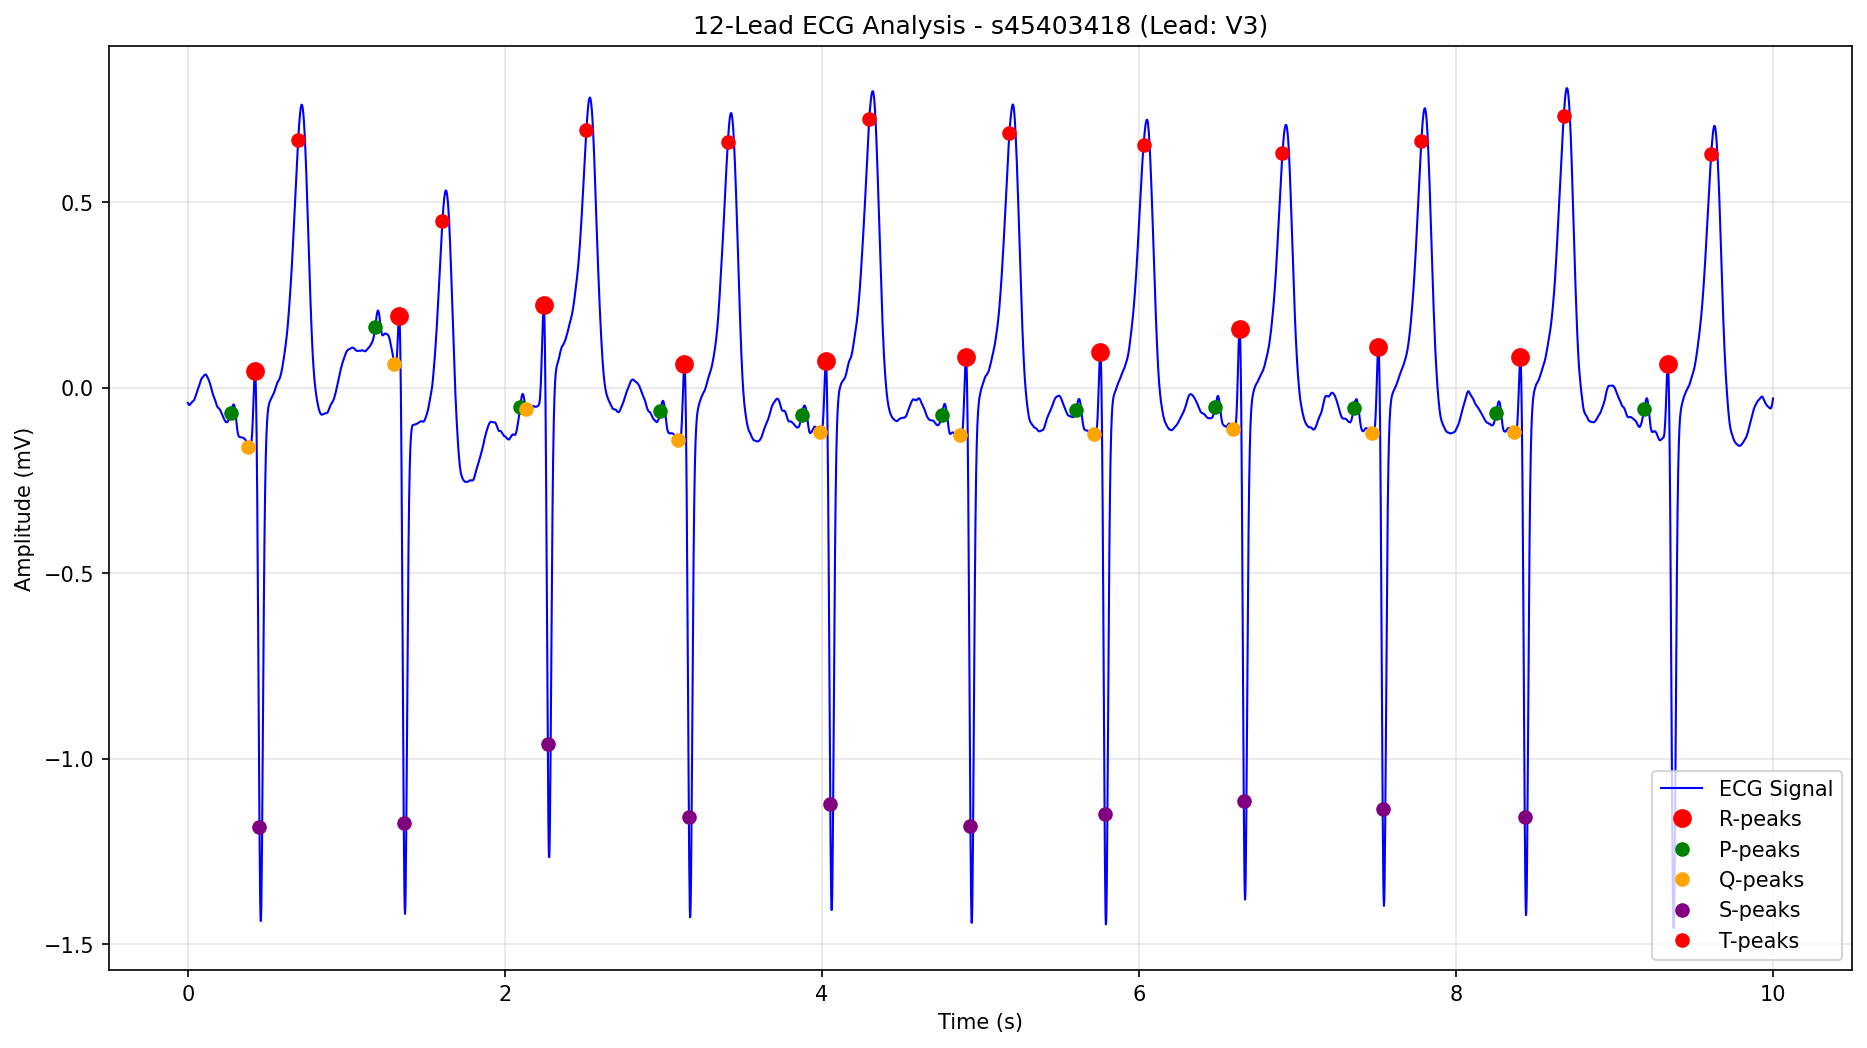 12-Lead ECG Analysis - s45403418 (Lead: V3)
Amplitude (mV)
0.5
0.0
−0.5
−1.0
−1.5
0
2
4
6
8
10
Time (s)
ECG Signal
R-peaks
P-peaks
Q-peaks
S-peaks
T-peaks